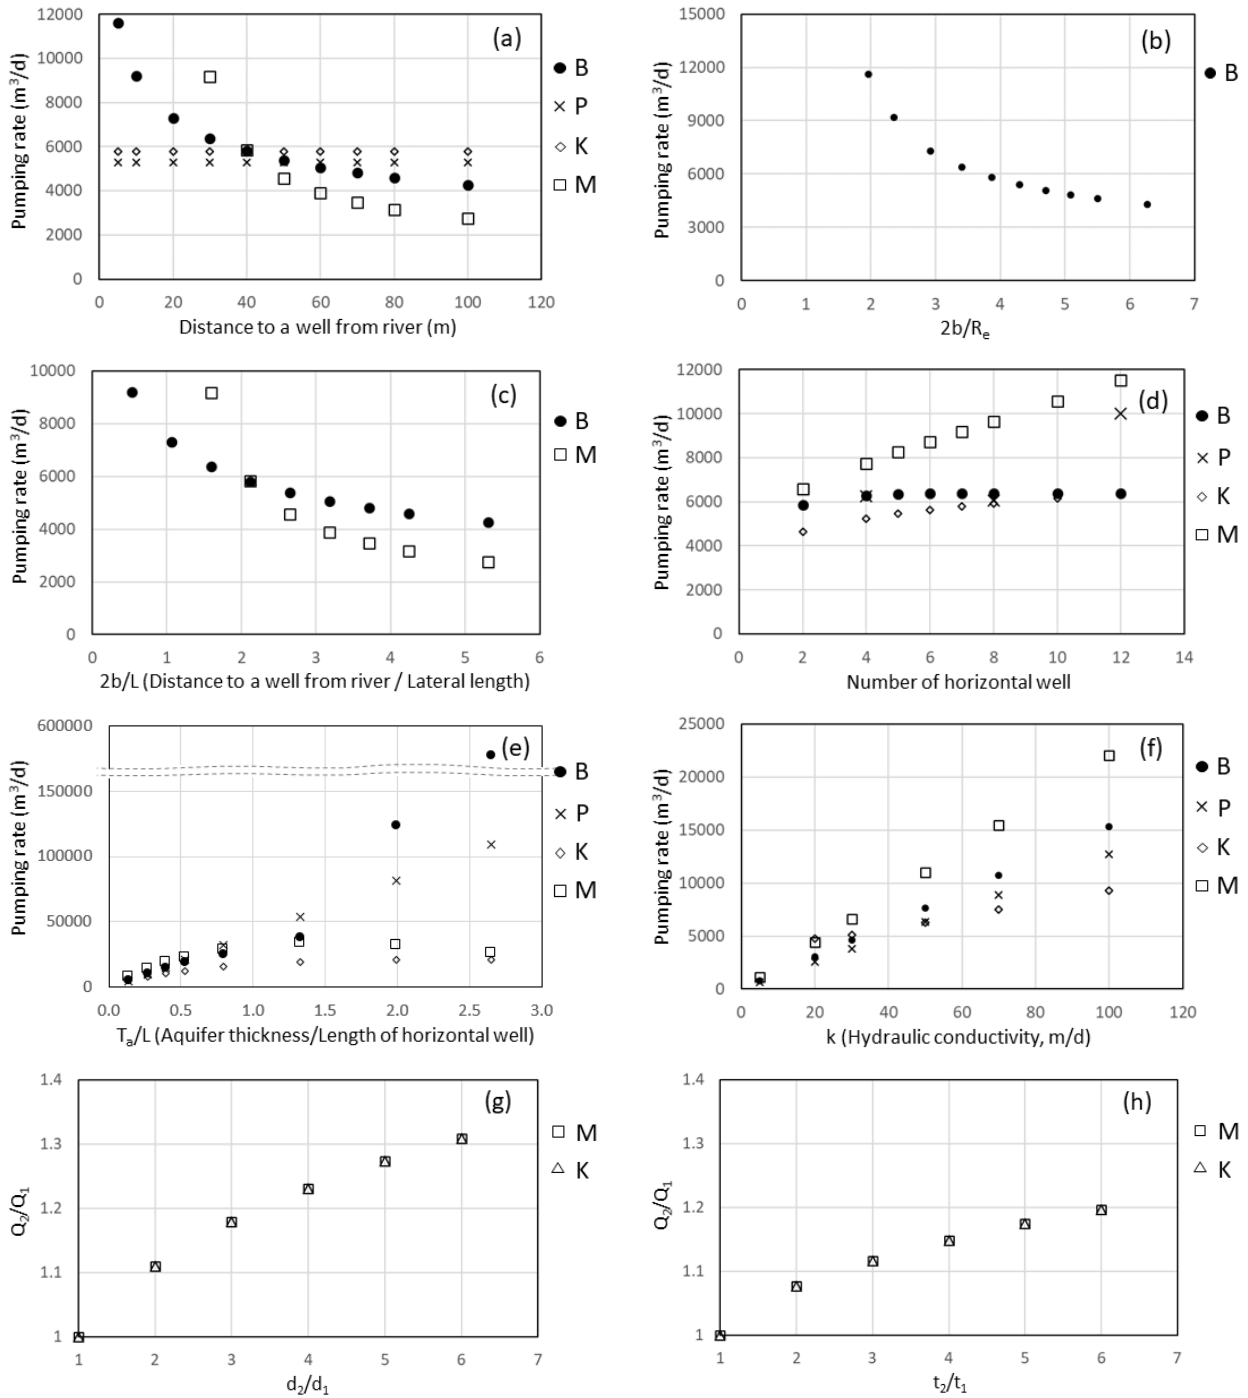 (a)
Pumping rate (m³/d)
12000
10000
8000
6000
4000
2000
0
0 20 40 60 80 100 120
Distance to a well from river (m)
B
P
K
M
(b)
Pumping rate (m³/d)
15000
12000
9000
6000
3000
0
0 1 2 3 4 5 6 7
2b/Rₑ
B
(c)
Pumping rate (m³/d)
10000
8000
6000
4000
2000
0
0 1 2 3 4 5 6
2b/L (Distance to a well from river / Lateral length)
B
M
(d)
Pumping rate (m³/d)
12000
10000
8000
6000
4000
2000
0
0 2 4 6 8 10 12 14
Number of horizontal well
B
P
K
M
(e)
Pumping rate (m³/d)
600000
150000
100000
50000
0
0.0 0.5 1.0 1.5 2.0 2.5 3.0
Tₐ/L (Aquifer thickness/Length of horizontal well)
B
P
K
M
(f)
Pumping rate (m³/d)
25000
20000
15000
10000
5000
0
0 20 40 60 80 100 120
k (Hydraulic conductivity, m/d)
B
P
K
M
(g)
Q₂/Q₁
1.4
1.3
1.2
1.1
1
1 2 3 4 5 6 7
d₂/d₁
M
K
(h)
Q₂/Q₁
1.4
1.3
1.2
1.1
1
1 2 3 4 5 6 7
t₂/t₁
M
K